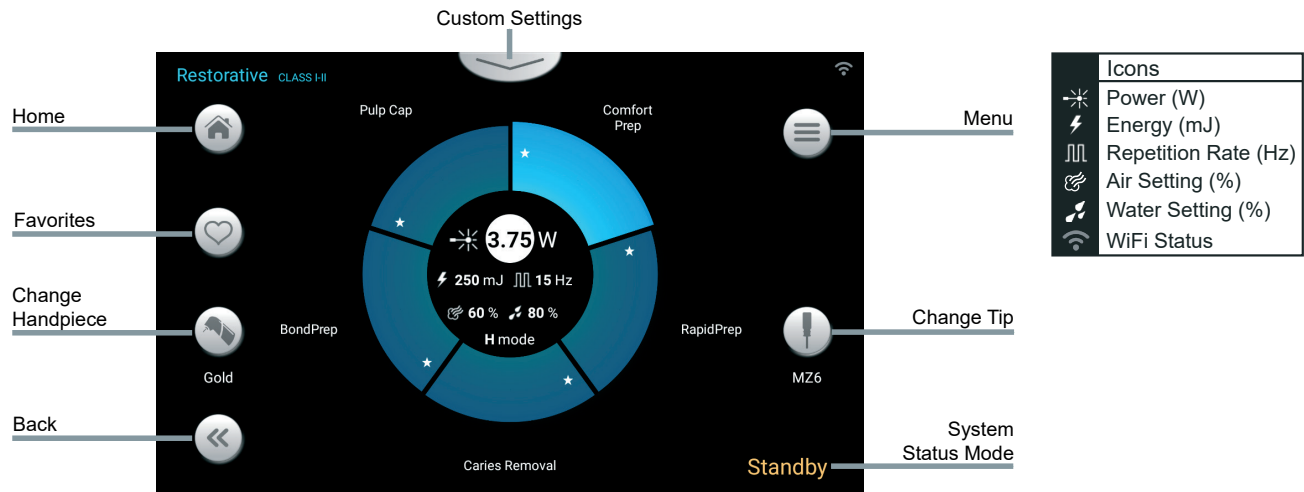 Custom Settings
Restorative CLASS I-II
Home
Pulp Cap
Comfort
Prep
Menu
Favorites
3.75 W
250 mJ 15 Hz
60 % 80 %
H mode
Change
Handpiece
BondPrep
RapidPrep
Change Tip
Gold
MZ6
Back
Caries Removal
Standby
System
Status Mode
Icons
Power (W)
Energy (mJ)
Repetition Rate (Hz)
Air Setting (%)
Water Setting (%)
WiFi Status